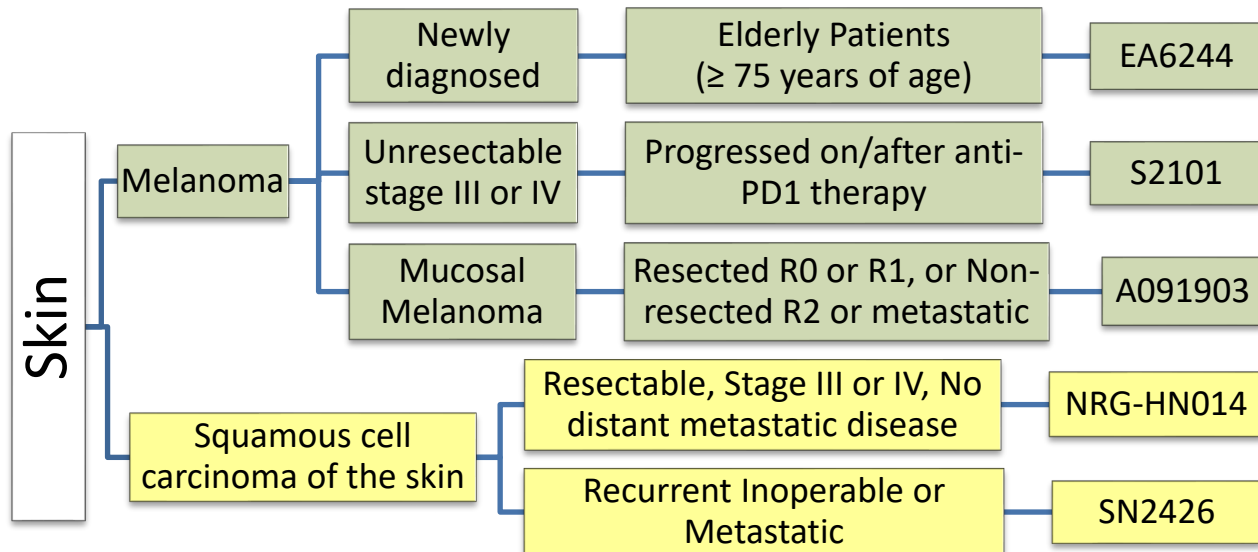 Skin
Melanoma
Newly
diagnosed
Elderly Patients
(≥ 75 years of age)
EA6244
Unresectable
stage III or IV
Progressed on/after anti-
PD1 therapy
S2101
Mucosal
Melanoma
Resected R0 or R1, or Non-
resected R2 or metastatic
A091903
Squamous cell
carcinoma of the skin
Resectable, Stage III or IV, No
distant metastatic disease
NRG-HN014
Recurrent Inoperable or
Metastatic
SN2426